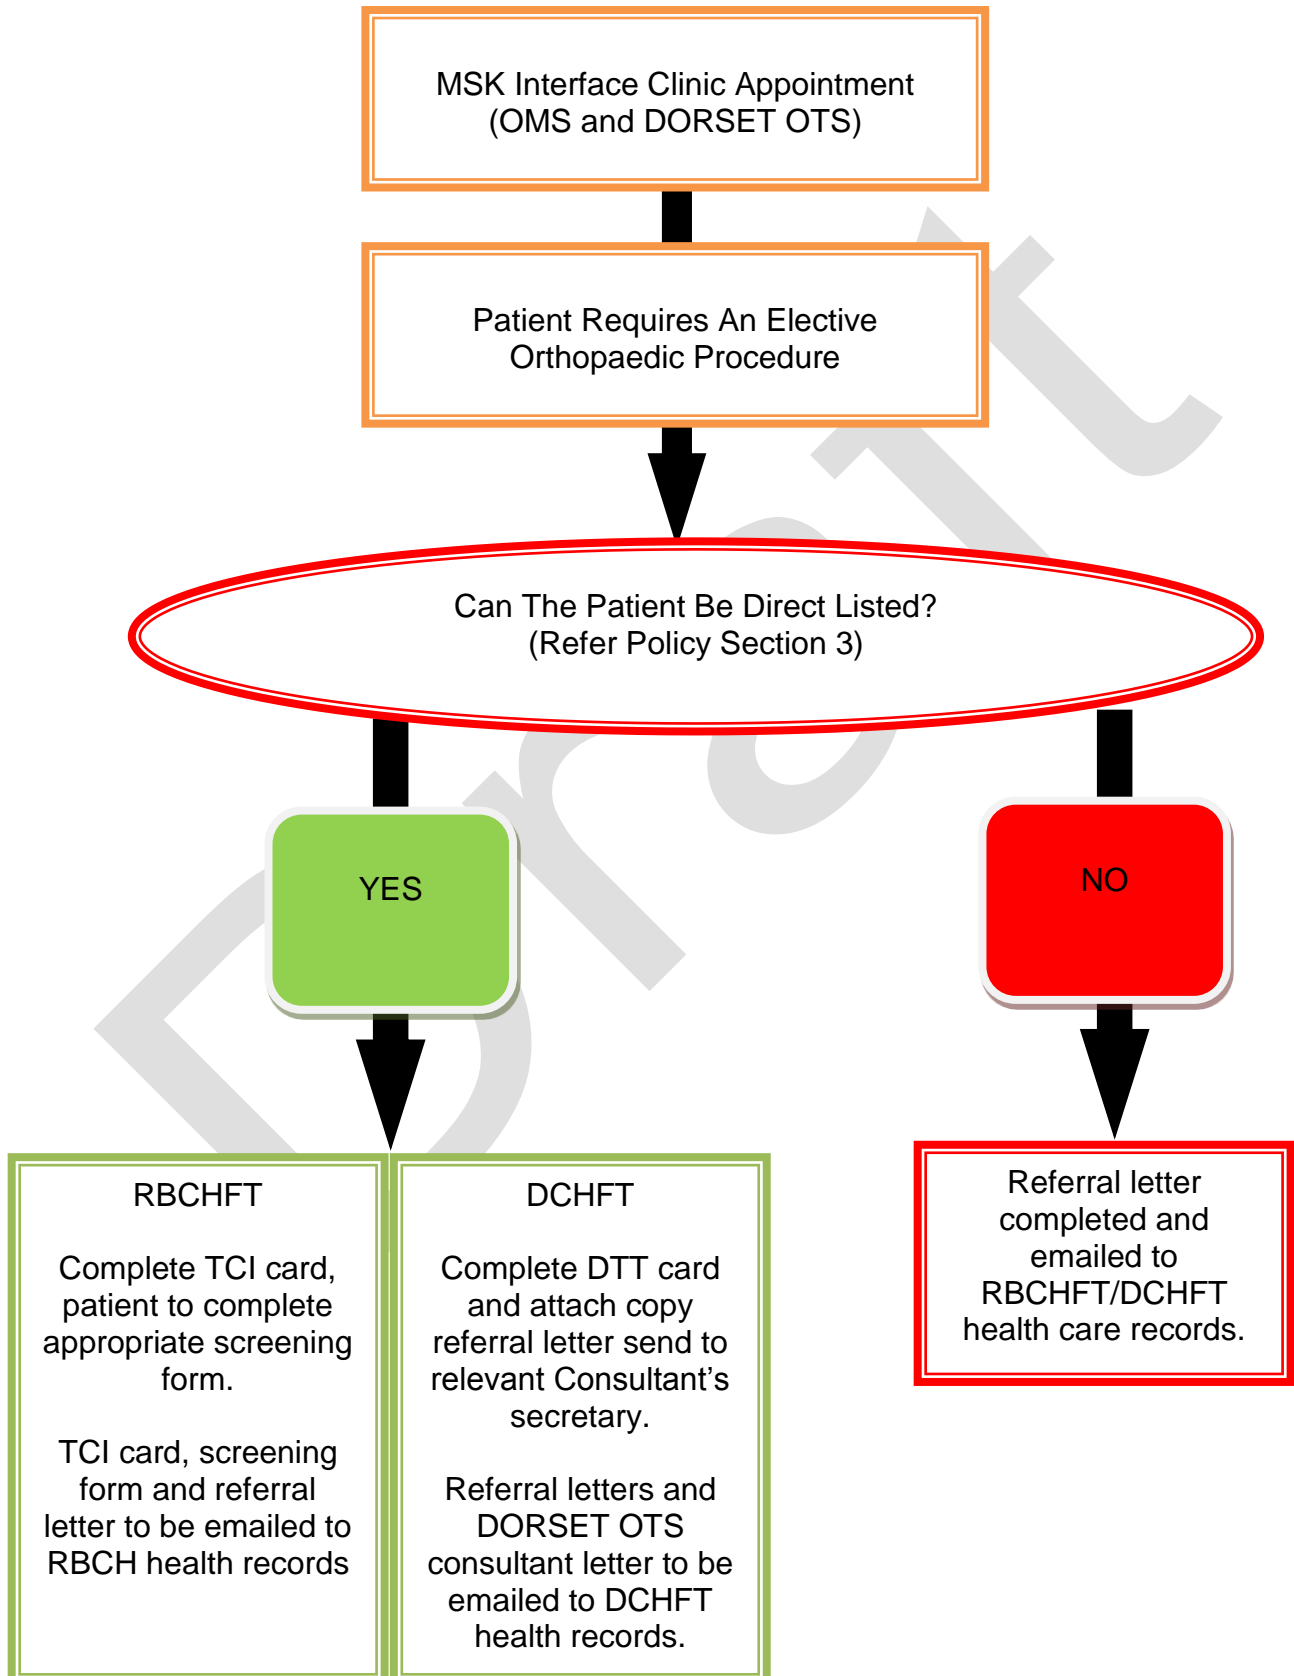 MSK Interface Clinic Appointment
(OMS and DORSET OTS)
Patient Requires An Elective
Orthopaedic Procedure
Can The Patient Be Direct Listed?
(Refer Policy Section 3)
YES
NO
RBCHFT
Complete TCI card,
patient to complete
appropriate screening
form.
TCI card, screening
form and referral
letter to be emailed to
RBCH health records
DCHFT
Complete DTT card
and attach copy
referral letter send to
relevant Consultant’s
secretary.
Referral letters and
DORSET OTS
consultant letter to be
emailed to DCHFT
health records.
Referral letter
completed and
emailed to
RBCHFT/DCHFT
health care records.
Draft